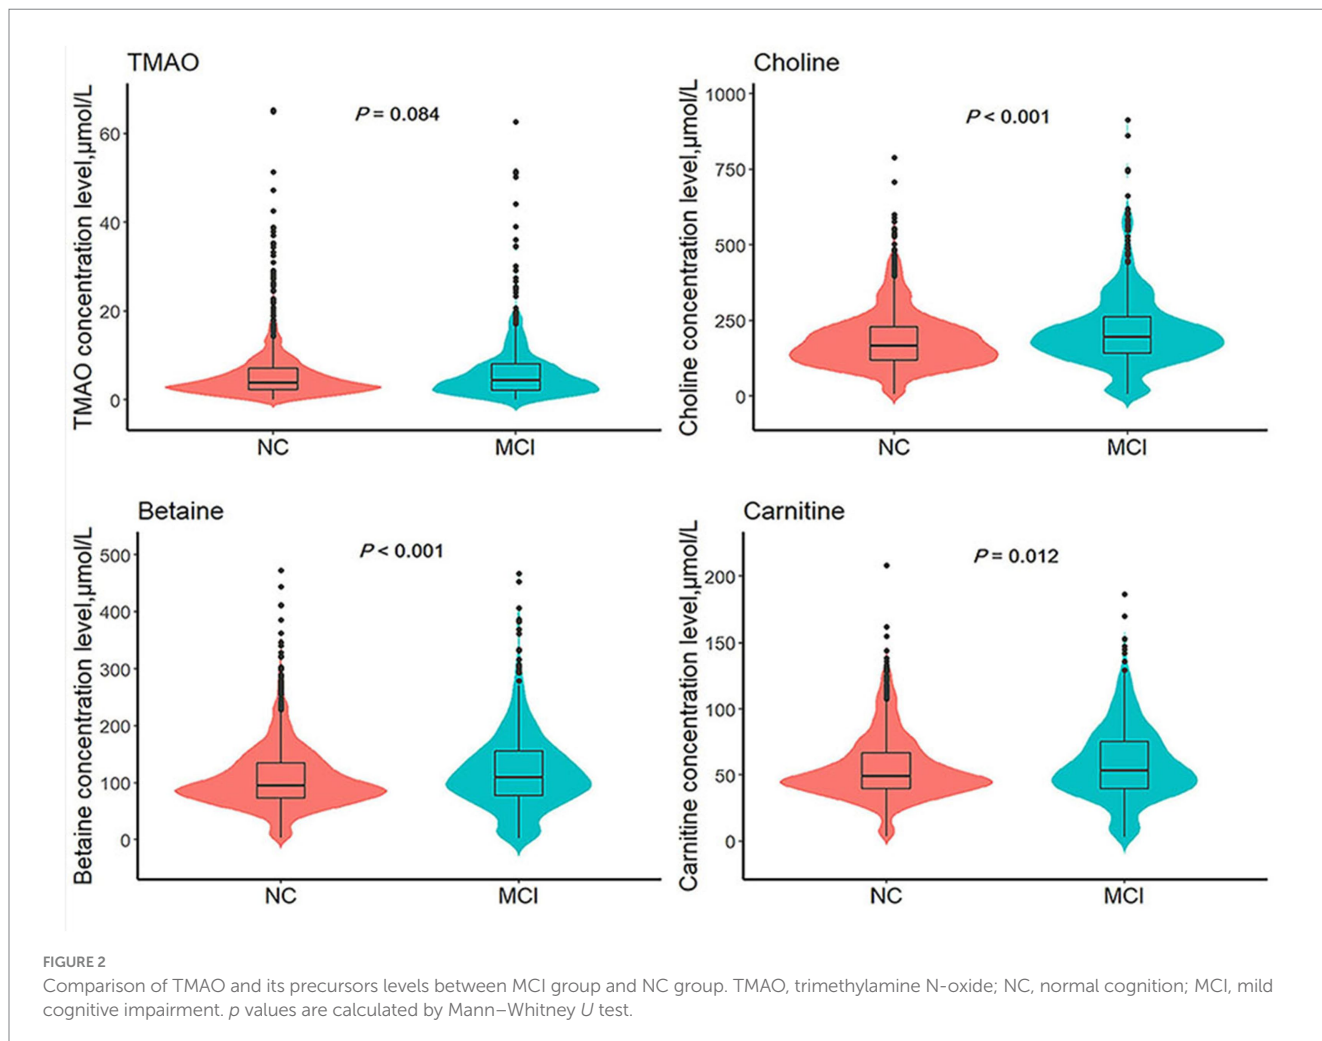 TMAO
TMAO concentration level,μmol/L
60
40
20
0
P = 0.084
NC
MCI
Choline
Choline concentration level,μmol/L
1000
750
500
250
0
P < 0.001
NC
MCI
Betaine
Betaine concentration level,μmol/L
500
400
300
200
100
0
P < 0.001
NC
MCI
Carnitine
Carnitine concentration level,μmol/L
200
150
100
50
0
P = 0.012
NC
MCI
FIGURE 2
Comparison of TMAO and its precursors levels between MCI group and NC group. TMAO, trimethylamine N-oxide; NC, normal cognition; MCI, mild
cognitive impairment. p values are calculated by Mann–Whitney U test.